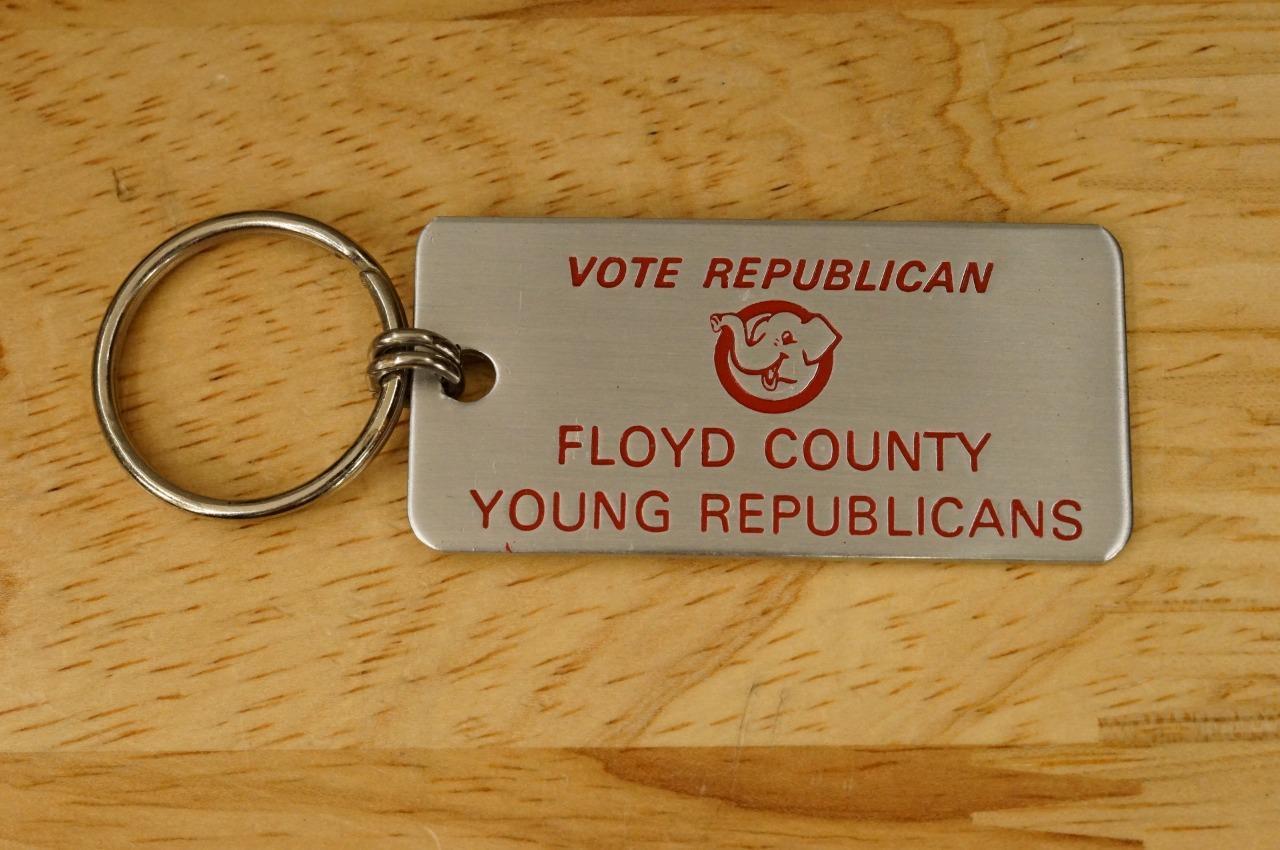 VOTE REPUBLICAN
FLOYD COUNTY
YOUNG REPUBLICANS